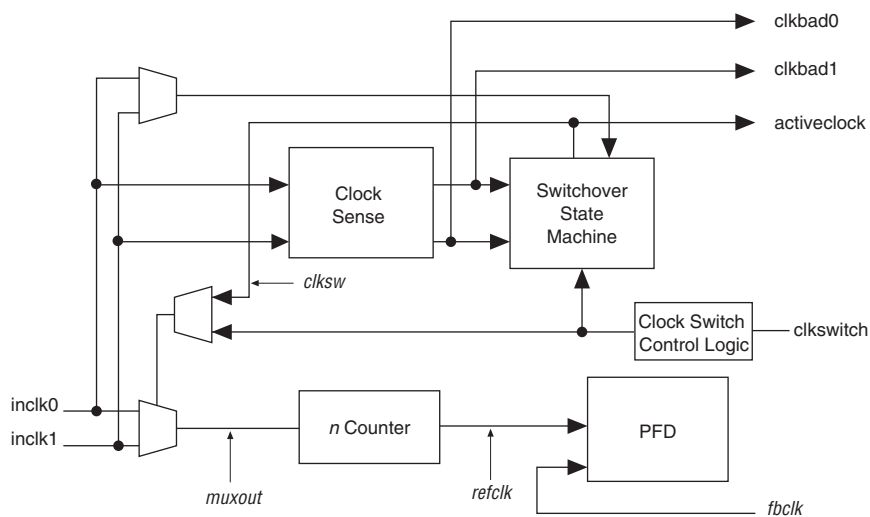 clkbad0
clkbad1
activeclock
Clock
Sense
Switchover
State
Machine
clksw
Clock Switch
Control Logic
clkswitch
inclk0
inclk1
n Counter
PFD
muxout
refclk
fbclk